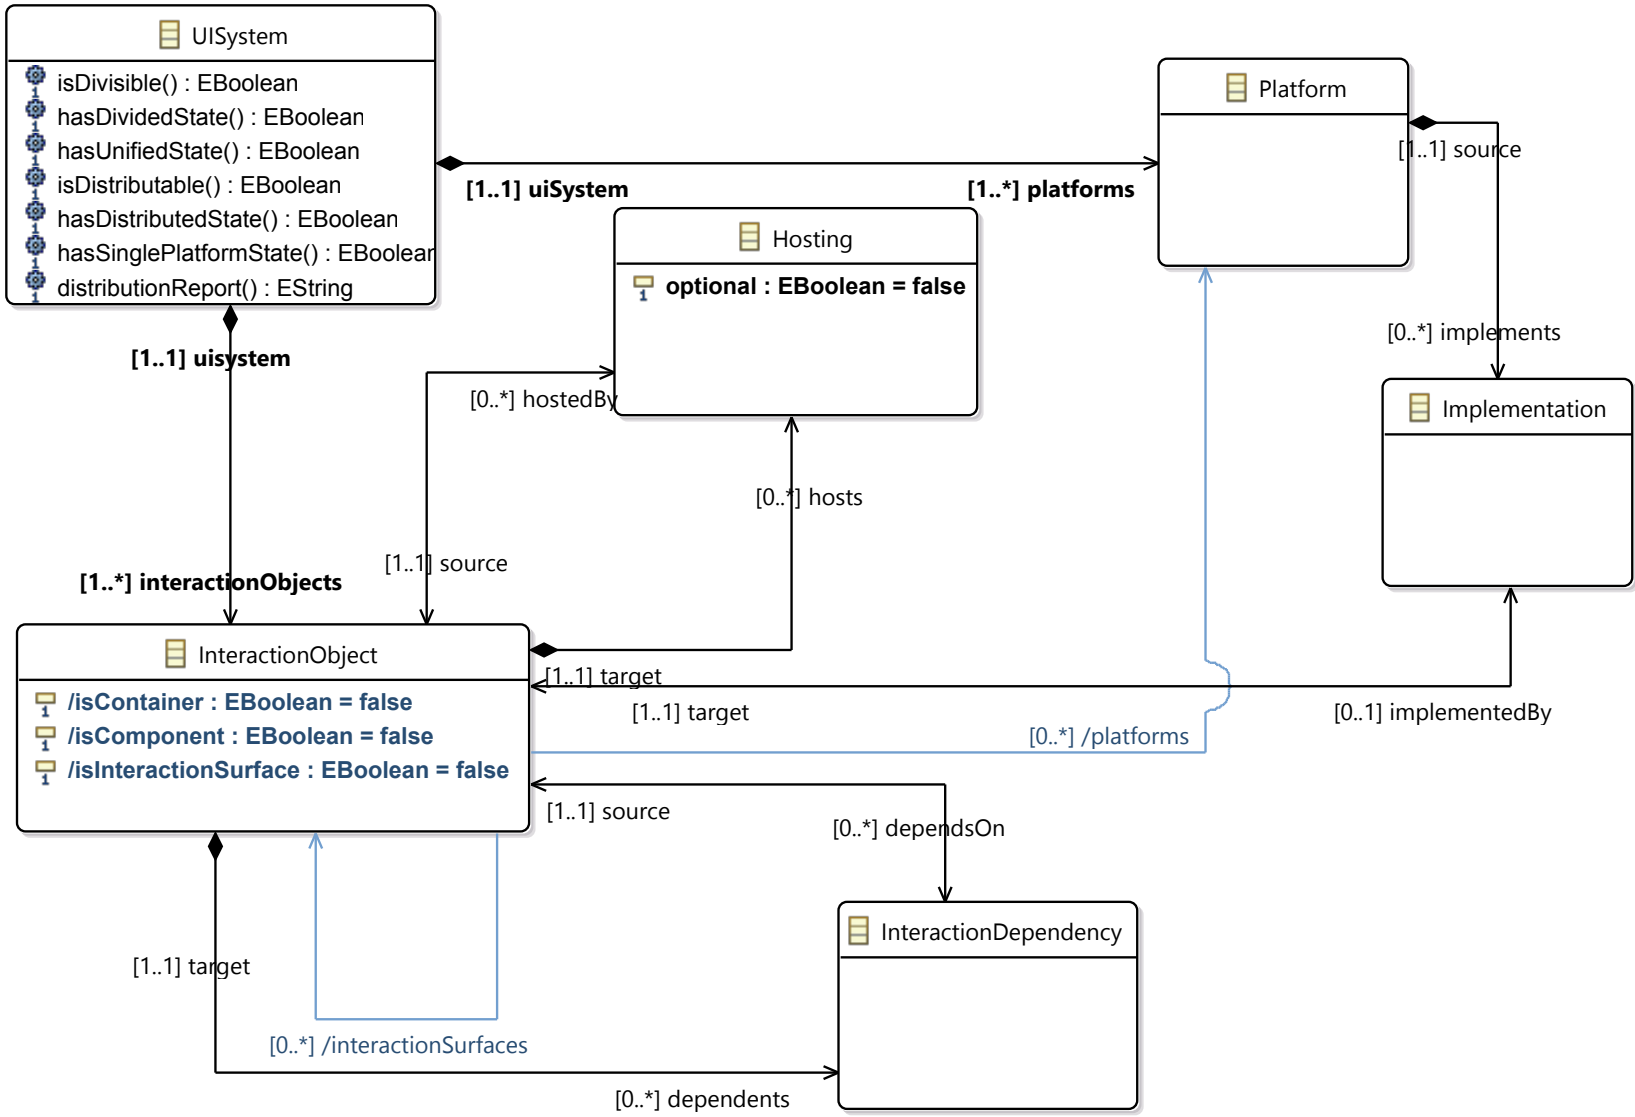 UISystem
isDivisible() : EBoolean
hasDividedState() : EBoolean
hasUnifiedState() : EBoolean
isDistributable() : EBoolean
hasDistributedState() : EBoolean
hasSinglePlatformState() : EBoolean
distributionReport() : EString
[1..1] uiSystem
[1..*] platforms
Platform
[1..1] source
Hosting
optional : EBoolean = false
[0..*] implements
[1..1] uisystem
[0..*] hostedBy
Implementation
[0..*] hosts
[1..1] source
[1..*] interactionObjects
InteractionObject
/isContainer : EBoolean = false
/isComponent : EBoolean = false
/isInteractionSurface : EBoolean = false
[1..1] target
[1..1] target
[0..1] implementedBy
[0..*] /platforms
[1..1] source
[0..*] dependsOn
InteractionDependency
[1..1] target
[0..*] /interactionSurfaces
[0..*] dependents